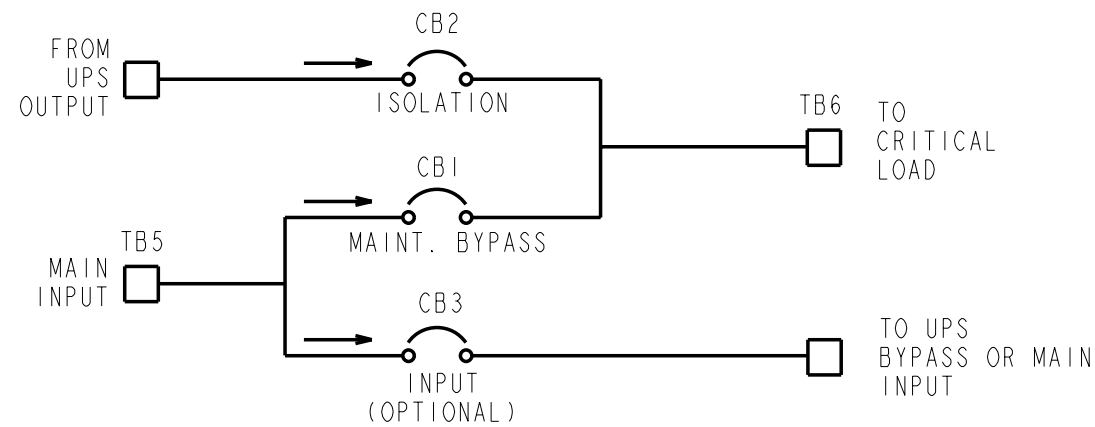 CB2
FROM
UPS
OUTPUT
ISOLATION
TB6
TO
CRITICAL
LOAD
CB1
MAINT. BYPASS
TB5
MAIN
INPUT
CB3
INPUT
(OPTIONAL)
TO UPS
BYPASS OR MAIN
INPUT